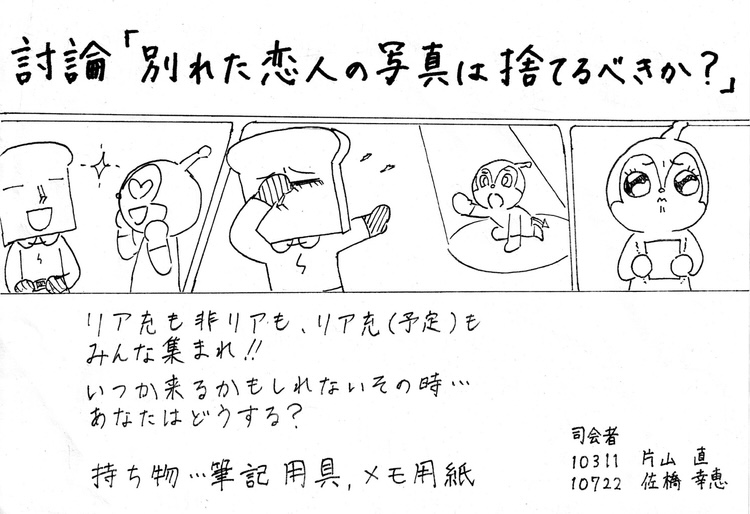 討論「別れた恋人の写真は捨てるべきか？」
リア充も非リアも、リア充(予定)も
みんな集まれ!!
いつか来るかもしれないその時…
あなたはどうする？
持ち物…筆記用具,メモ用紙
司会者
10311 片山 直
10722 佐橋 幸恵